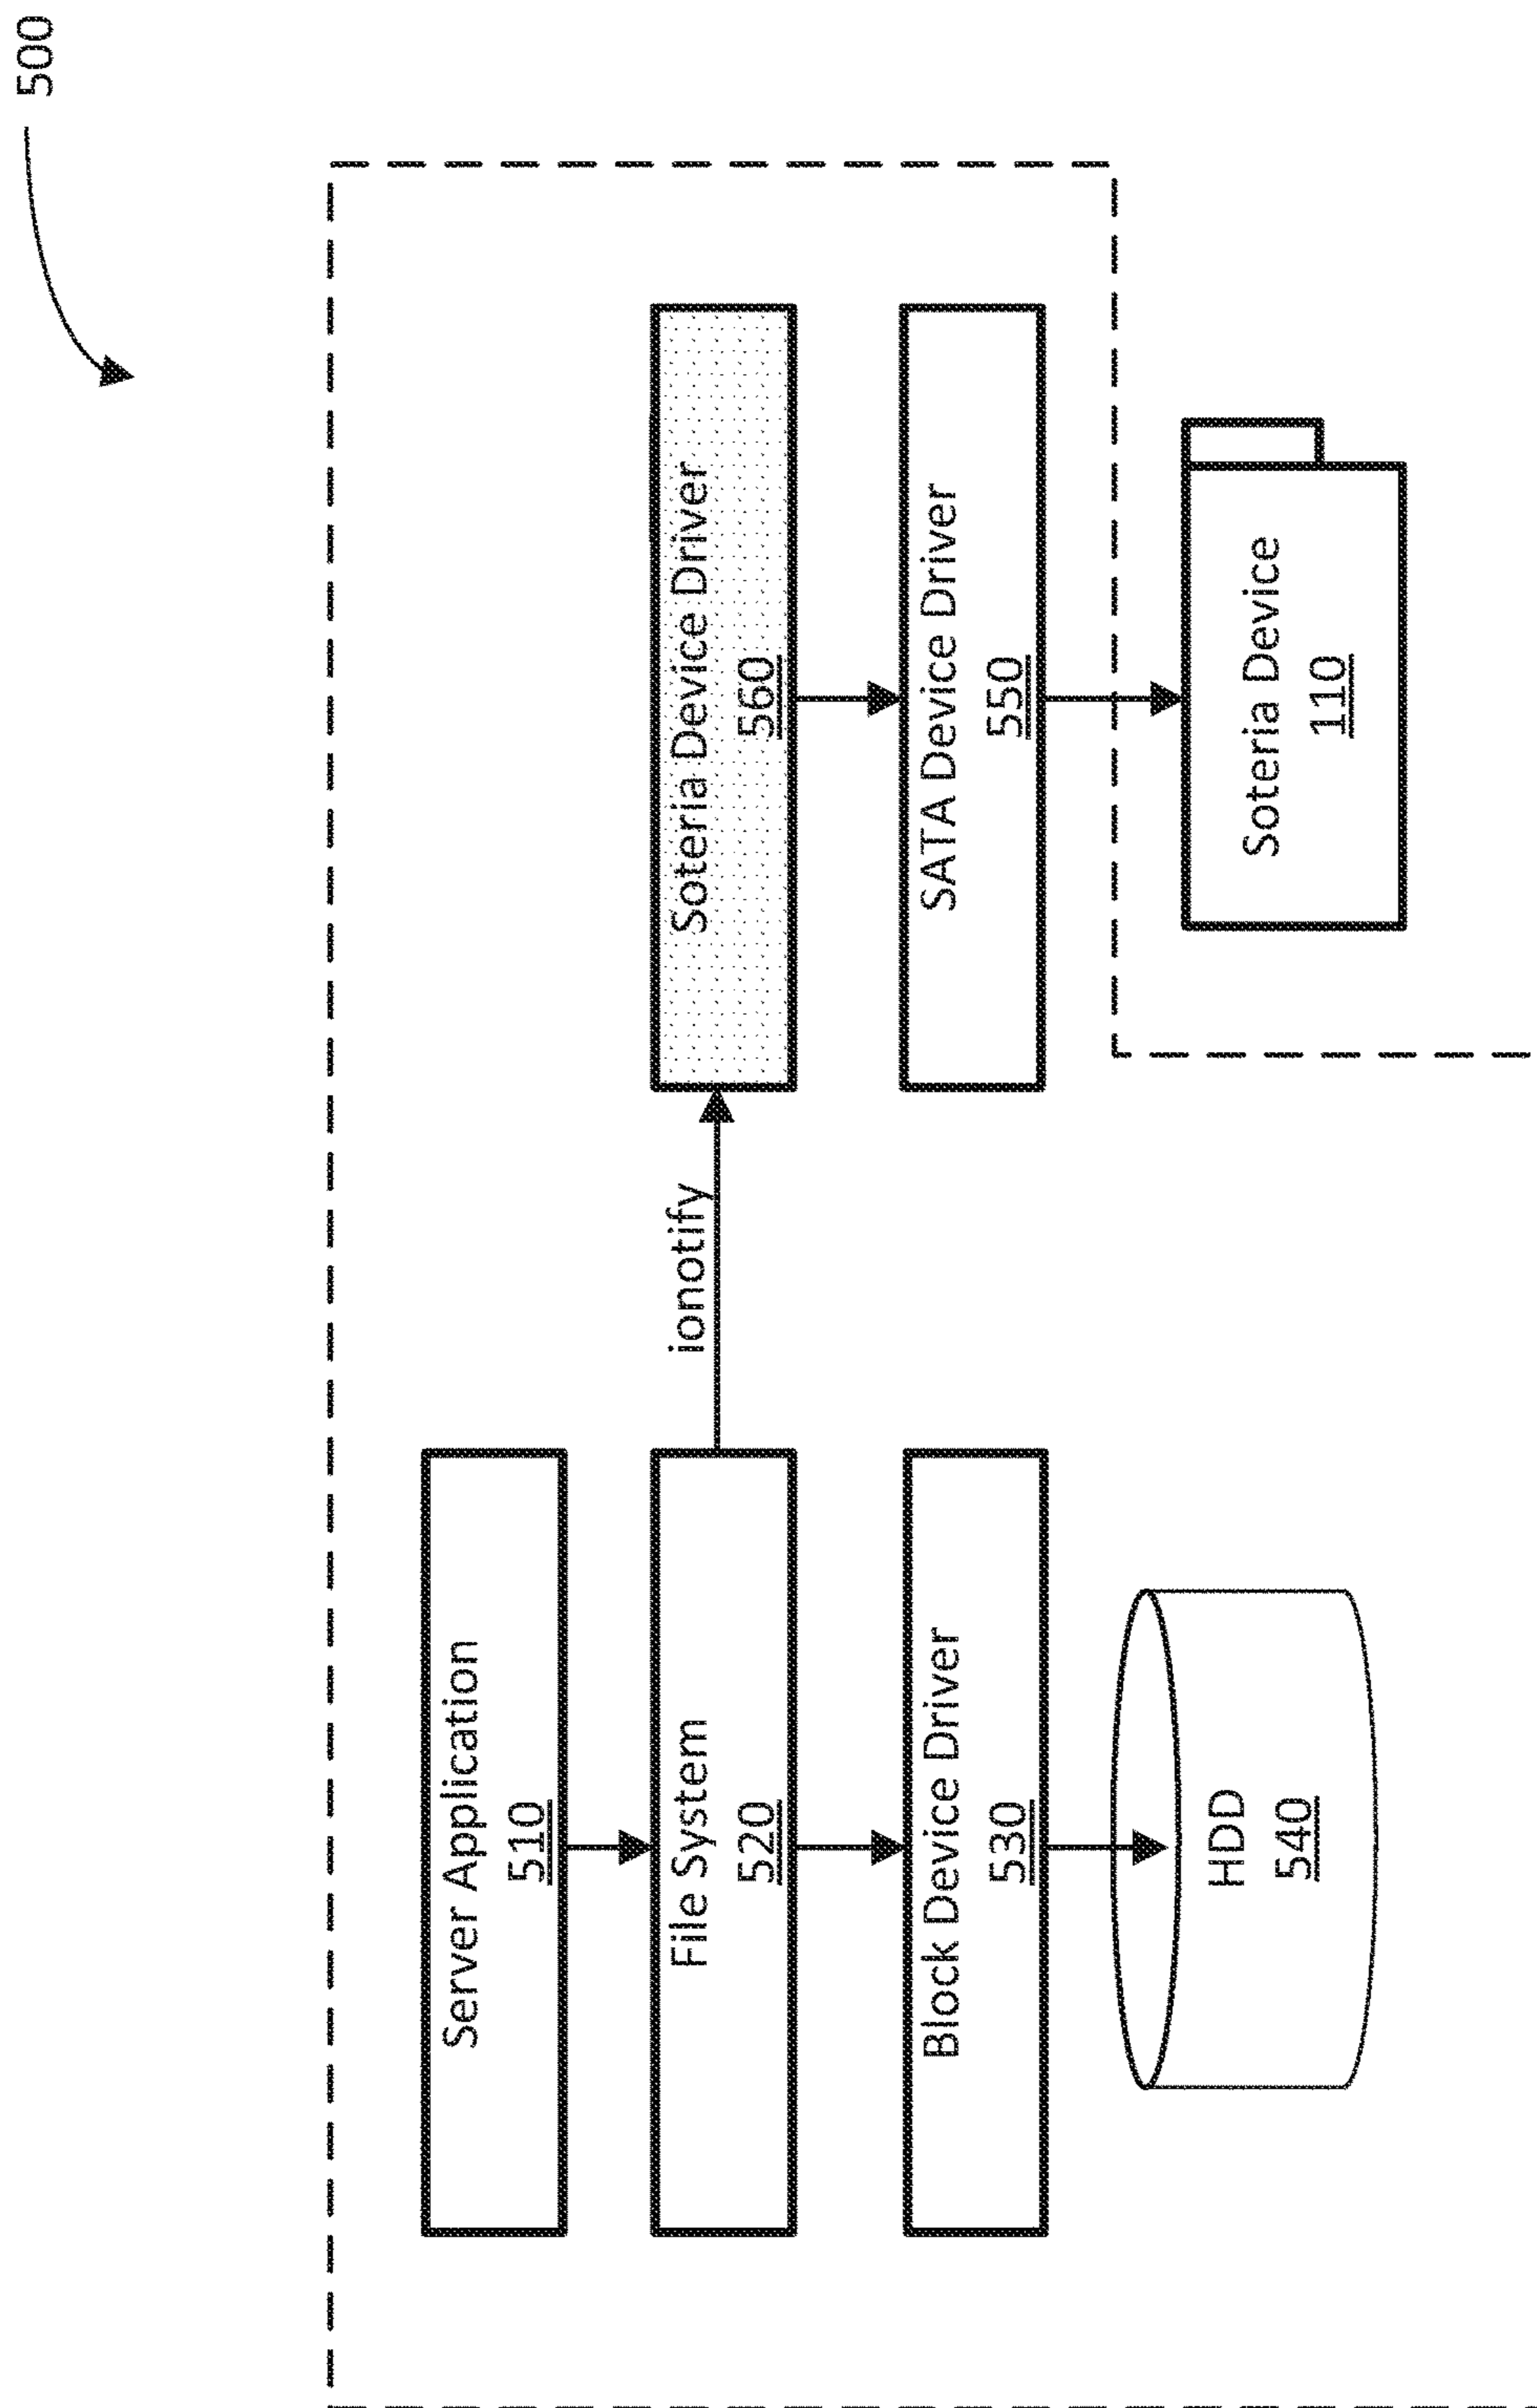 500
Server Application
510
File System
520
ionotify
Soteria Device Driver
560
Block Device Driver
530
SATA Device Driver
550
HDD
540
Soteria Device
110